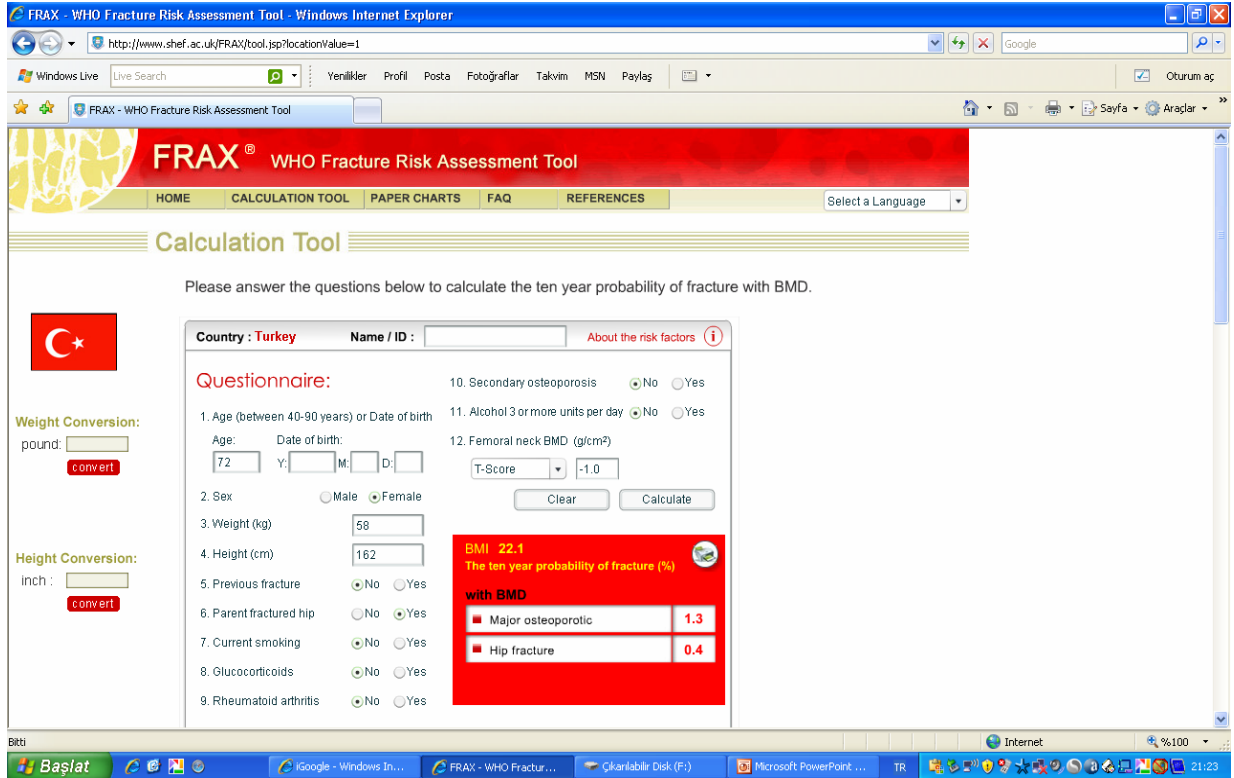 FRAX - WHO Fracture Risk Assessment Tool - Windows Internet Explorer
http://www.shef.ac.uk/FRAX/tool.jsp?locationValue=1
Google
Windows Live Live Search Yenilikler Profil Posta Fotoğraflar Takvim MSN Paylaş Oturum aç
FRAX - WHO Fracture Risk Assessment Tool Sayfa Araçlar »
FRAX ® WHO Fracture Risk Assessment Tool
HOME CALCULATION TOOL PAPER CHARTS FAQ REFERENCES Select a Language
Calculation Tool
Please answer the questions below to calculate the ten year probability of fracture with BMD.
Country : Turkey Name / ID : About the risk factors i
Weight Conversion:
pound:
convert
Height Conversion:
inch :
convert
Questionnaire:
1. Age (between 40-90 years) or Date of birth
Age: Date of birth:
72 Y: M: D:
2. Sex Male Female
3. Weight (kg) 58
4. Height (cm) 162
5. Previous fracture No Yes
6. Parent fractured hip No Yes
7. Current smoking No Yes
8. Glucocorticoids No Yes
9. Rheumatoid arthritis No Yes
10. Secondary osteoporosis No Yes
11. Alcohol 3 or more units per day No Yes
12. Femoral neck BMD (g/cm²)
T-Score -1.0
Clear Calculate
BMI 22.1
The ten year probability of fracture (%)
with BMD
Major osteoporotic 1.3
Hip fracture 0.4
Bitti Internet %100
Başlat iGoogle - Windows In... FRAX - WHO Fractur... Çıkarılabilir Disk (F:) Microsoft PowerPoint ... TR 21:23